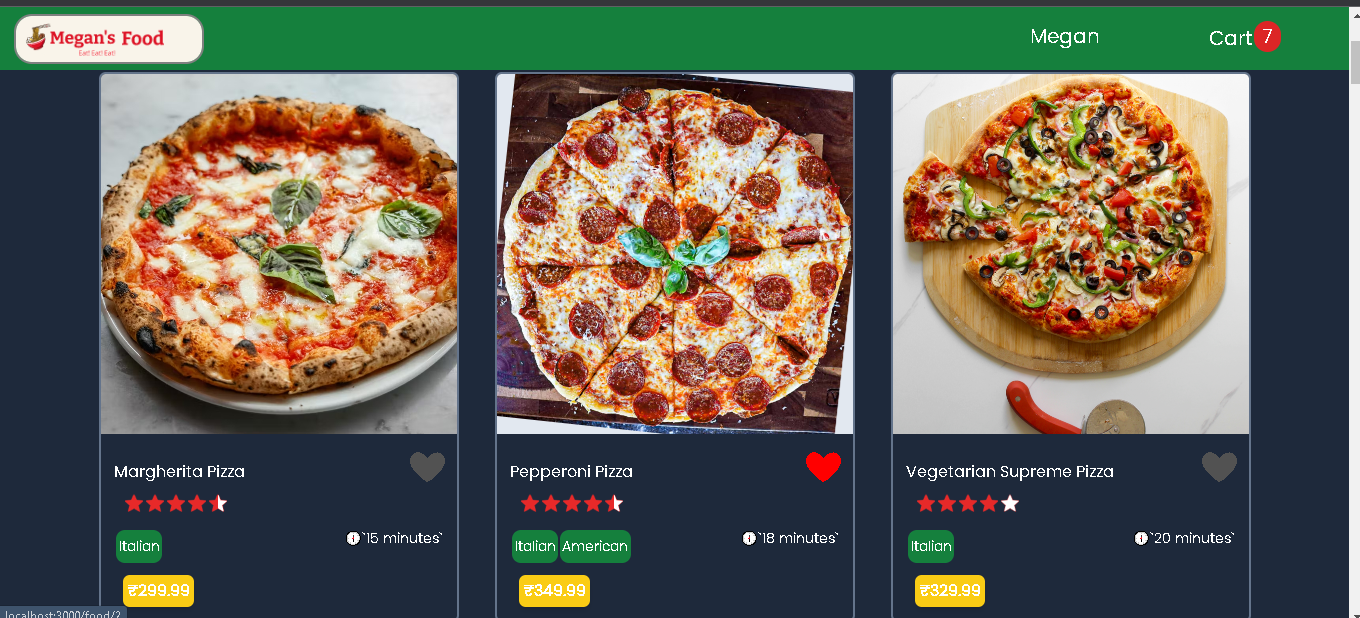 Megan's Food
Eat! Eat! Eat!
Megan
Cart 7
Margherita Pizza
Pepperoni Pizza
Vegetarian Supreme Pizza
Italian
`15 minutes`
Italian American
`18 minutes`
Italian
`20 minutes`
₹299.99
₹349.99
₹329.99
localhost:3000/food/2